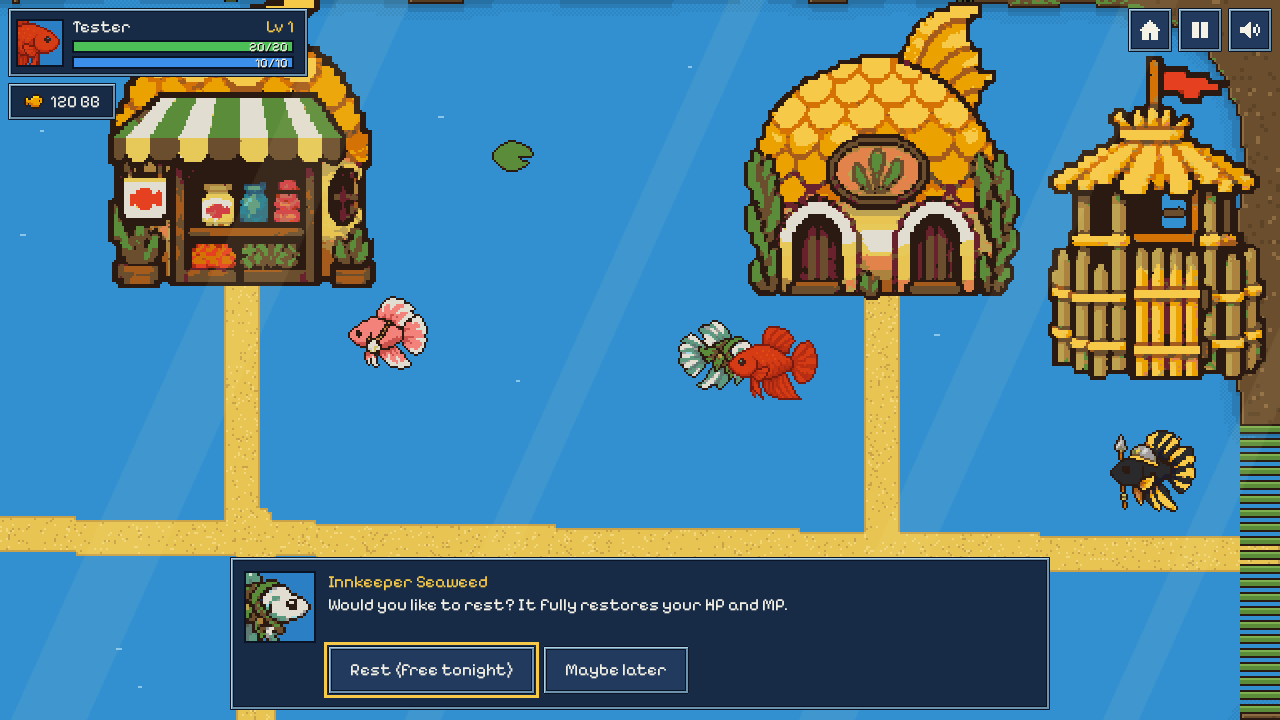 Tester Lv 1
20/20
10/10
120 BB
Innkeeper Seaweed
Would you like to rest? It fully restores your HP and MP.
Rest (free tonight) Maybe later